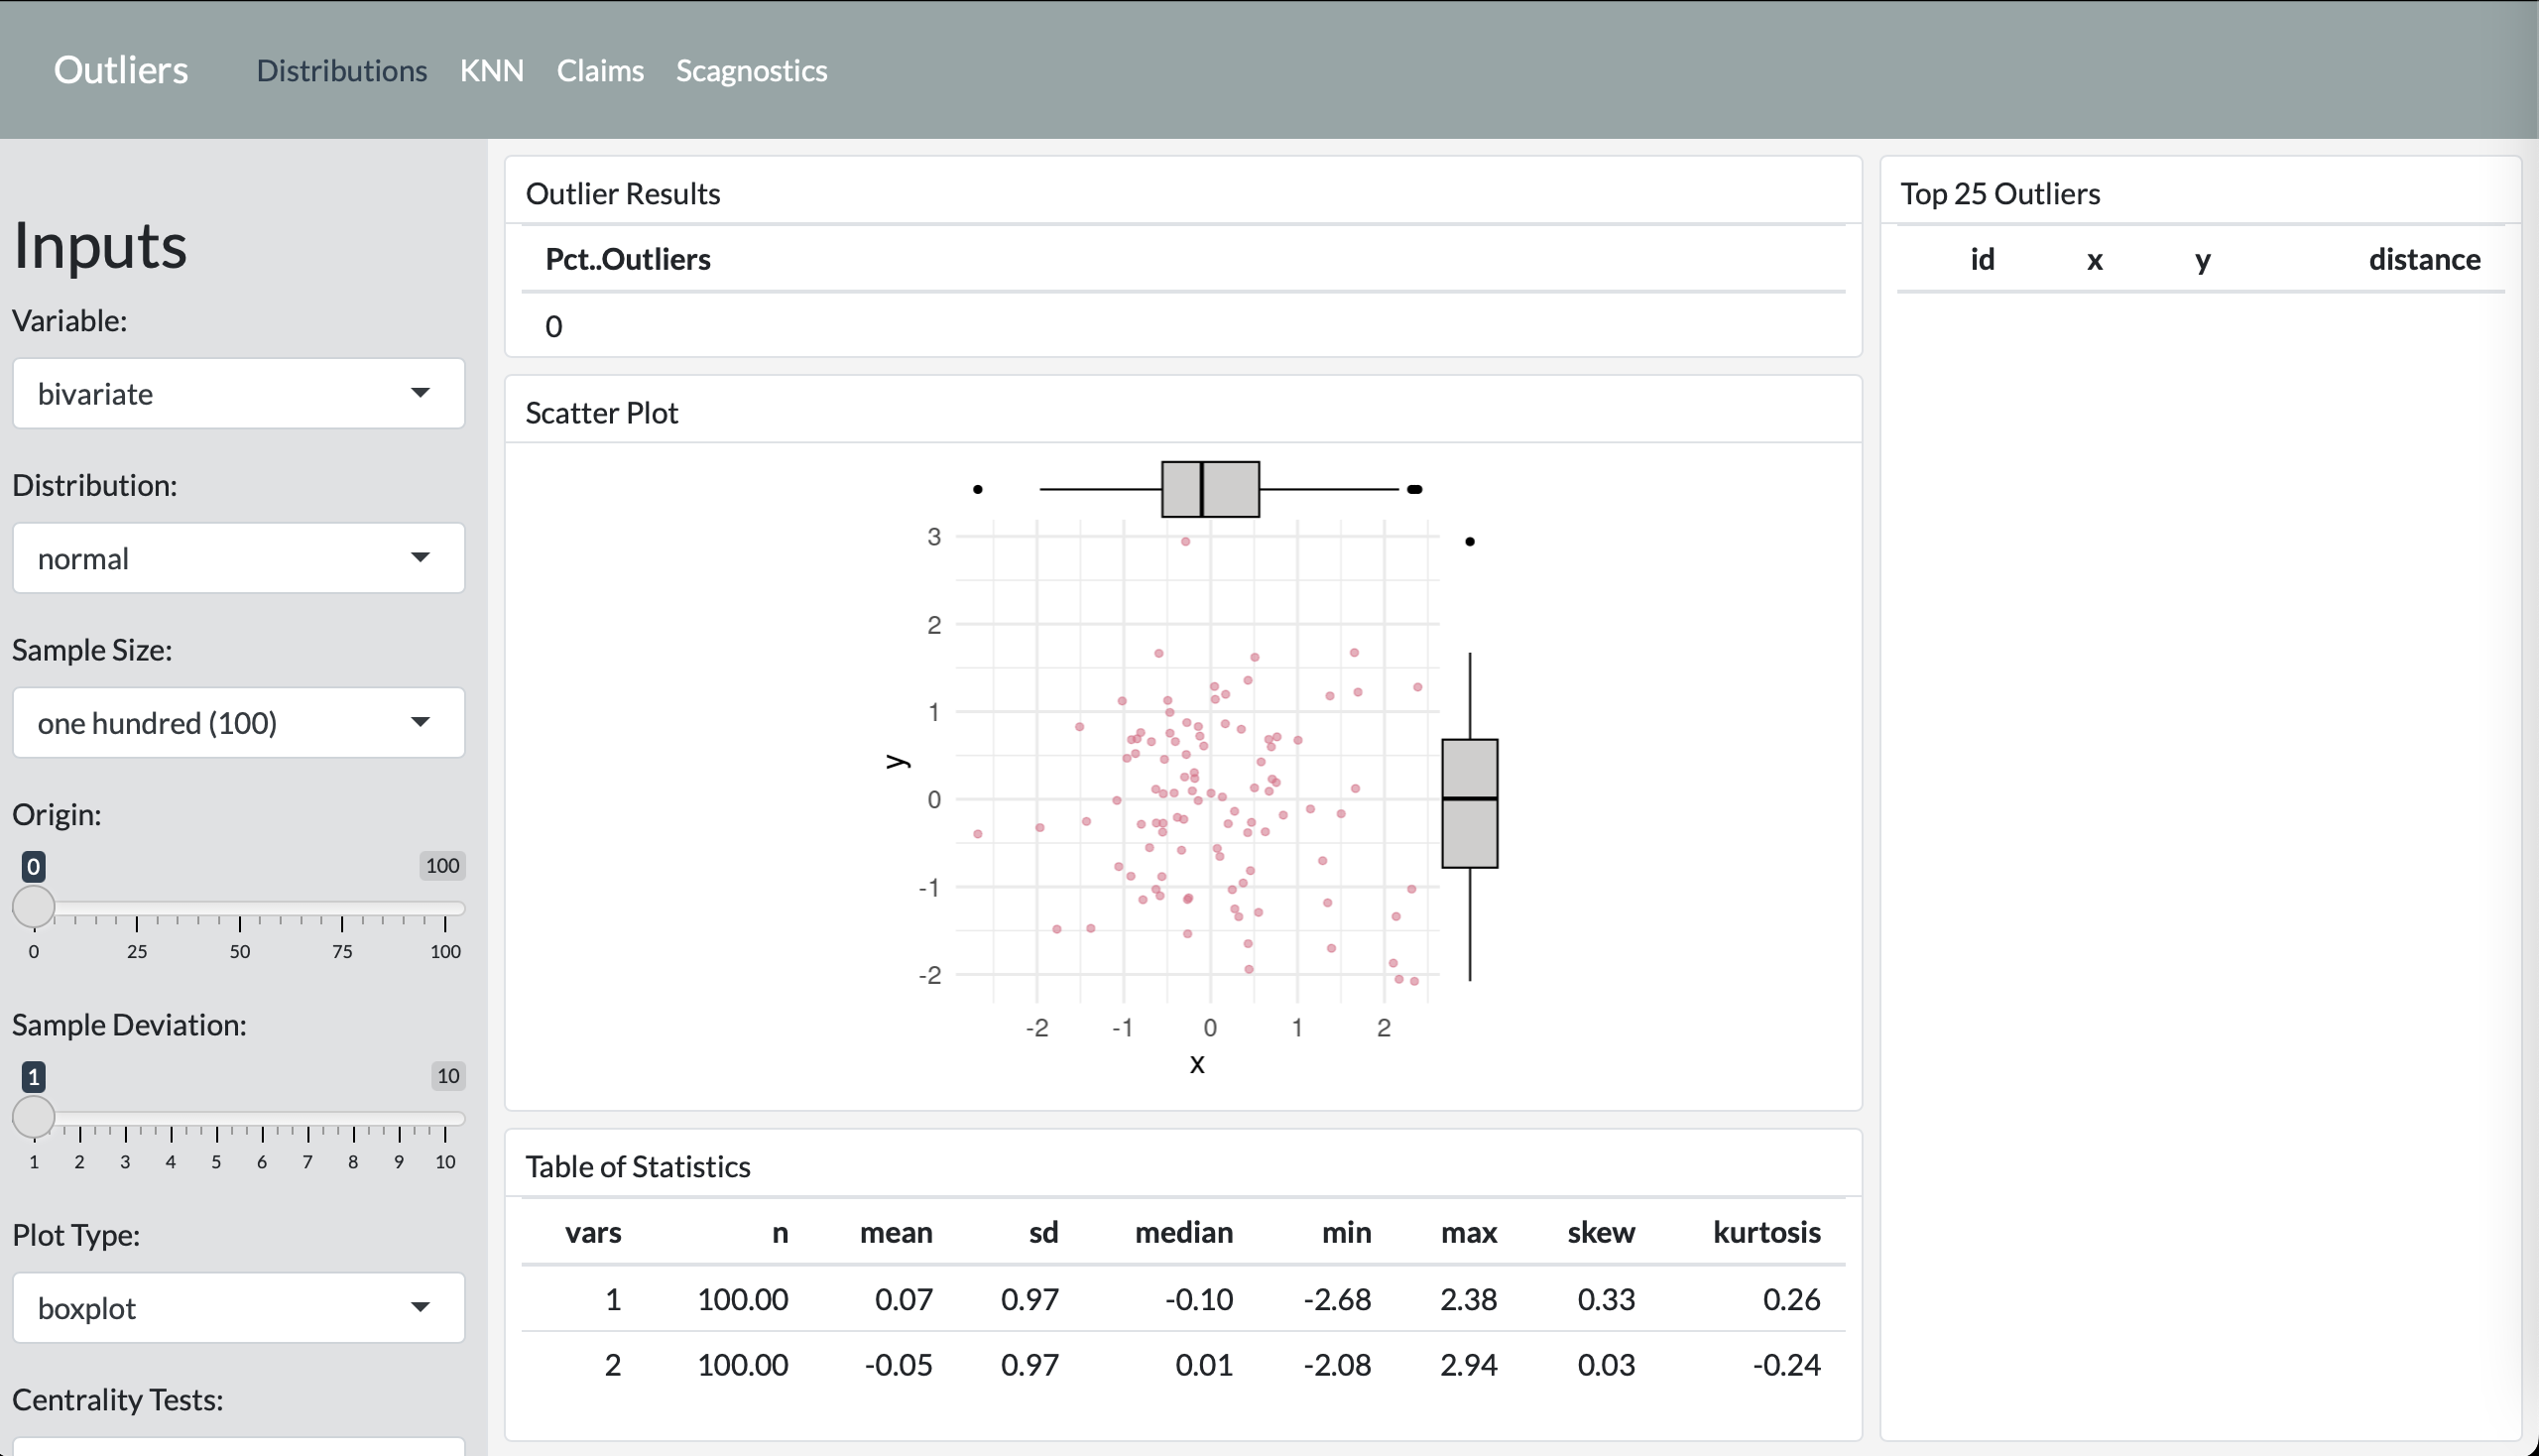 Outliers Distributions KNN Claims Scagnostics
Inputs
Variable:
bivariate
Distribution:
normal
Sample Size:
one hundred (100)
Origin:
0 100
0 25 50 75 100
Sample Deviation:
1 10
1 2 3 4 5 6 7 8 9 10
Plot Type:
boxplot
Centrality Tests:
Outlier Results
Pct..Outliers
0
Scatter Plot
3
2
1
0
-1
-2
y
-2 -1 0 1 2
x
Table of Statistics
vars n mean sd median min max skew kurtosis
1 100.00 0.07 0.97 -0.10 -2.68 2.38 0.33 0.26
2 100.00 -0.05 0.97 0.01 -2.08 2.94 0.03 -0.24
Top 25 Outliers
id x y distance